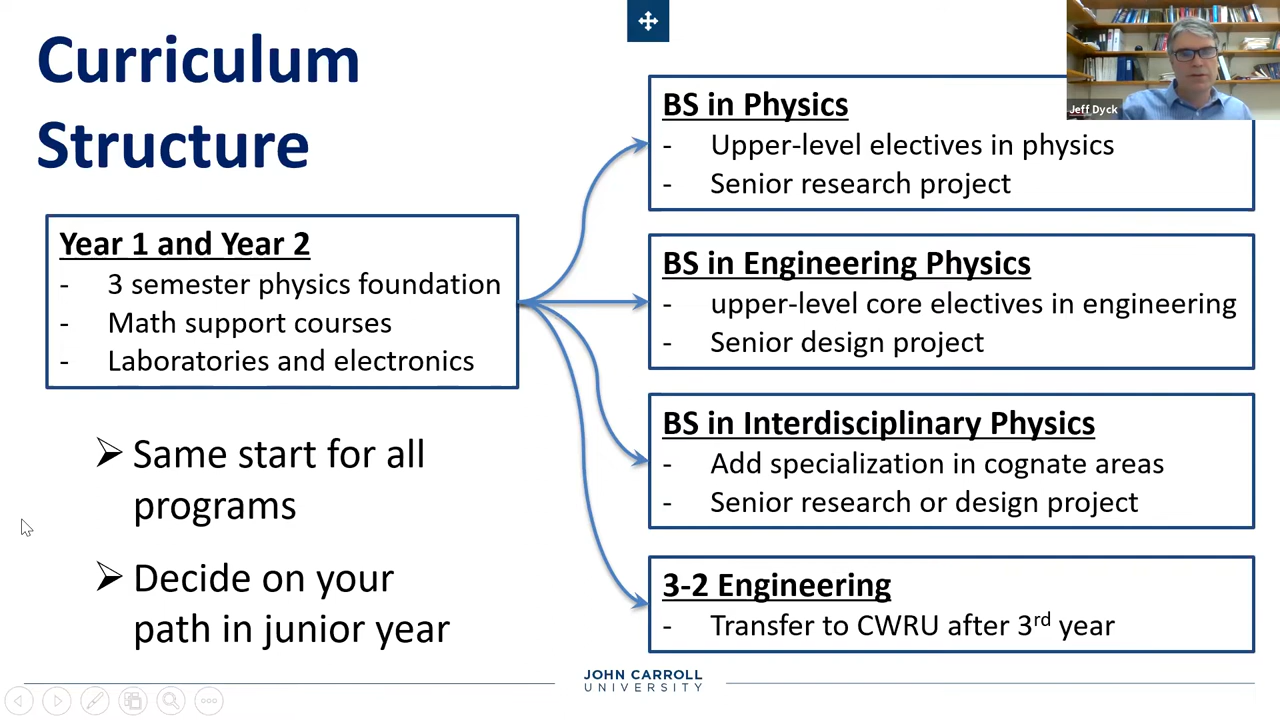 Curriculum
Structure
Year 1 and Year 2
- 3 semester physics foundation
- Math support courses
- Laboratories and electronics
➢ Same start for all
programs
➢ Decide on your
path in junior year
BS in Physics
- Upper-level electives in physics
- Senior research project
BS in Engineering Physics
- upper-level core electives in engineering
- Senior design project
BS in Interdisciplinary Physics
- Add specialization in cognate areas
- Senior research or design project
3-2 Engineering
- Transfer to CWRU after 3rd year
Jeff Dyck
JOHN CARROLL
UNIVERSITY